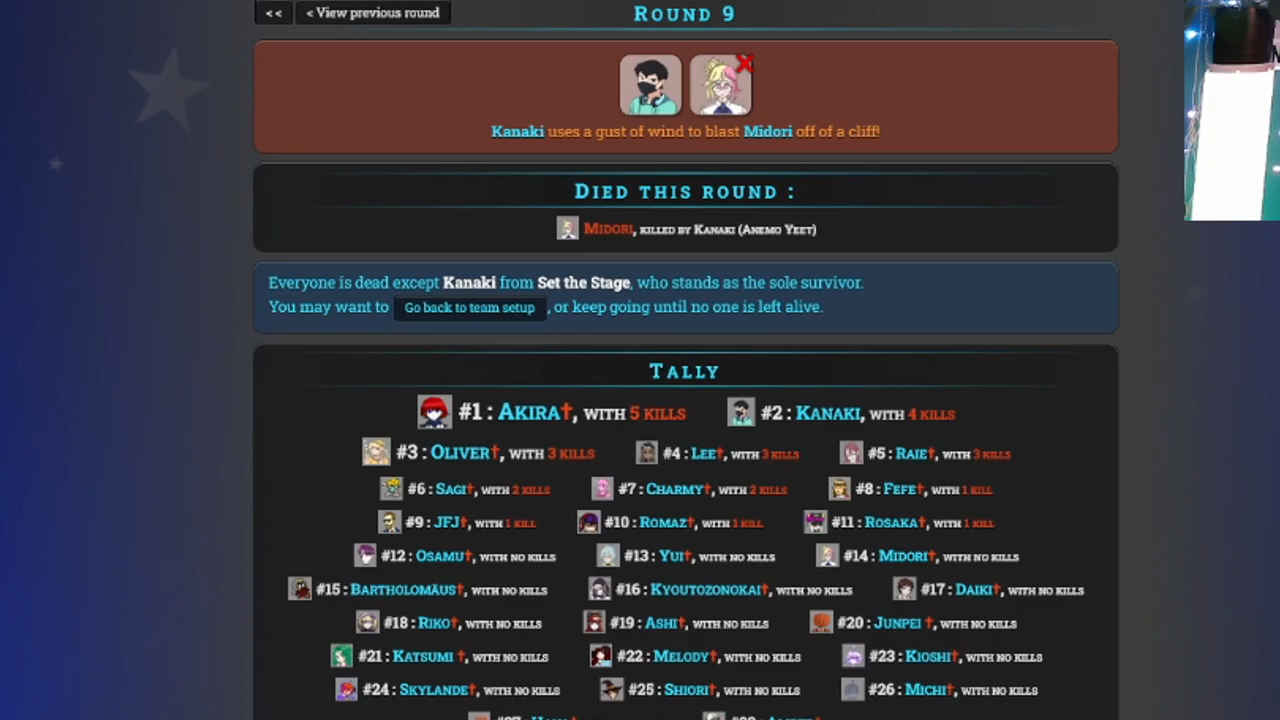 << < View previous round Round 9
Kanaki uses a gust of wind to blast Midori off of a cliff!
Died this round :
Midori, killed by Kanaki (Anemo Yeet)
Everyone is dead except Kanaki from Set the Stage, who stands as the sole survivor.
You may want to Go back to team setup, or keep going until no one is left alive.
Tally
#1 : Akira†, with 5 kills #2 : Kanaki, with 4 kills
#3 : Oliver†, with 3 kills #4 : Lee†, with 3 kills #5 : Raie†, with 3 kills
#6 : Sagi†, with 2 kills #7 : Charmy†, with 2 kills #8 : Fefe†, with 1 kill
#9 : JFJ†, with 1 kill #10 : Romaz†, with 1 kill #11 : Rosaka†, with 1 kill
#12 : Osamu†, with no kills #13 : Yui†, with no kills #14 : Midori†, with no kills
#15 : Bartholomäus†, with no kills #16 : Kyoutozonokai†, with no kills #17 : Daiki†, with no kills
#18 : Riko†, with no kills #19 : Ashi†, with no kills #20 : Junpei †, with no kills
#21 : Katsumi †, with no kills #22 : Melody†, with no kills #23 : Kioshi†, with no kills
#24 : Skylande†, with no kills #25 : Shiori†, with no kills #26 : Michi†, with no kills